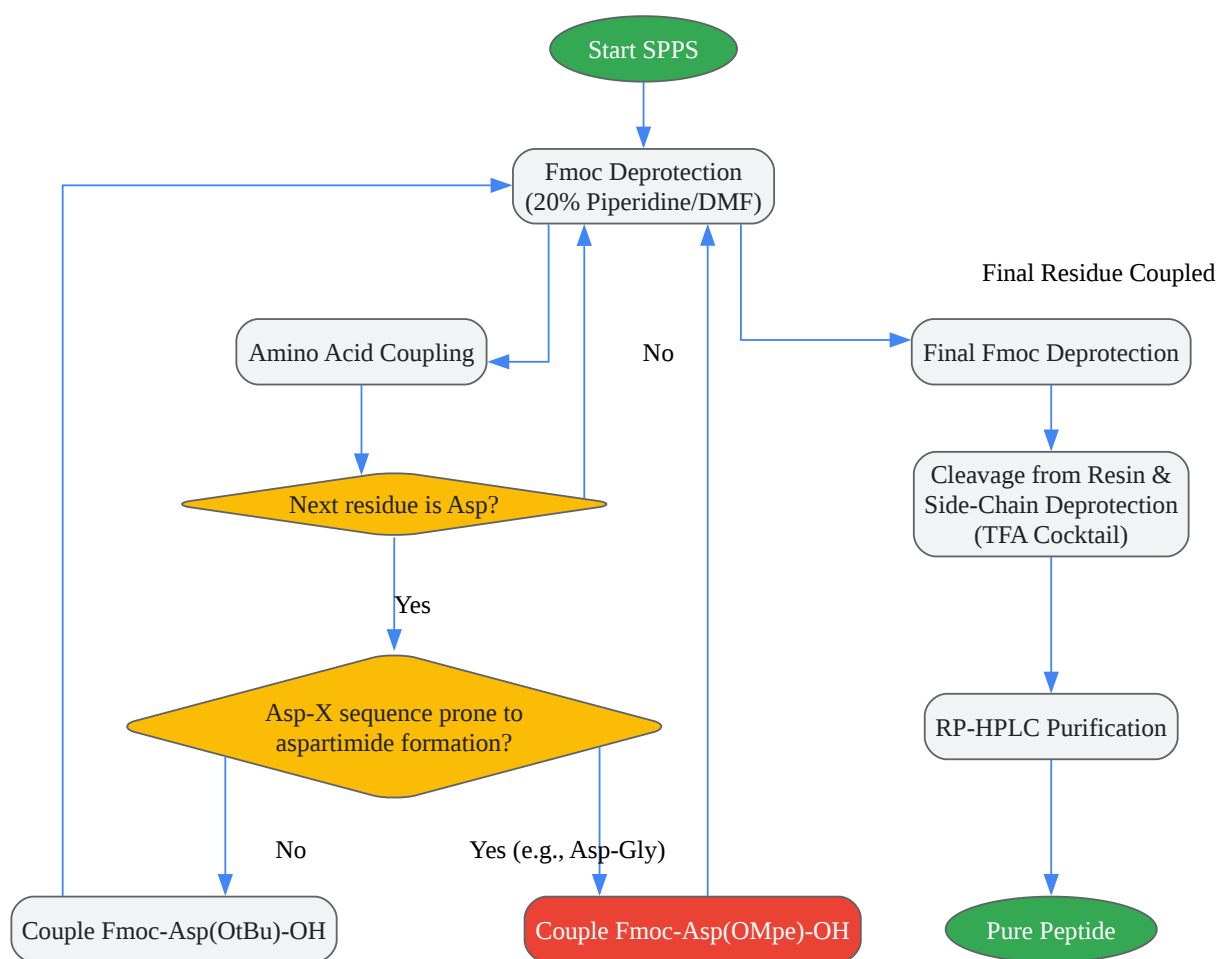 Start SPPS
Fmoc Deprotection
(20% Piperidine/DMF)
Final Residue Coupled
Amino Acid Coupling
No
Final Fmoc Deprotection
Next residue is Asp?
Cleavage from Resin &
Side-Chain Deprotection
(TFA Cocktail)
Yes
Asp-X sequence prone to
aspartimide formation?
RP-HPLC Purification
No
Yes (e.g., Asp-Gly)
Couple Fmoc-Asp(OtBu)-OH
Couple Fmoc-Asp(OMpe)-OH
Pure Peptide